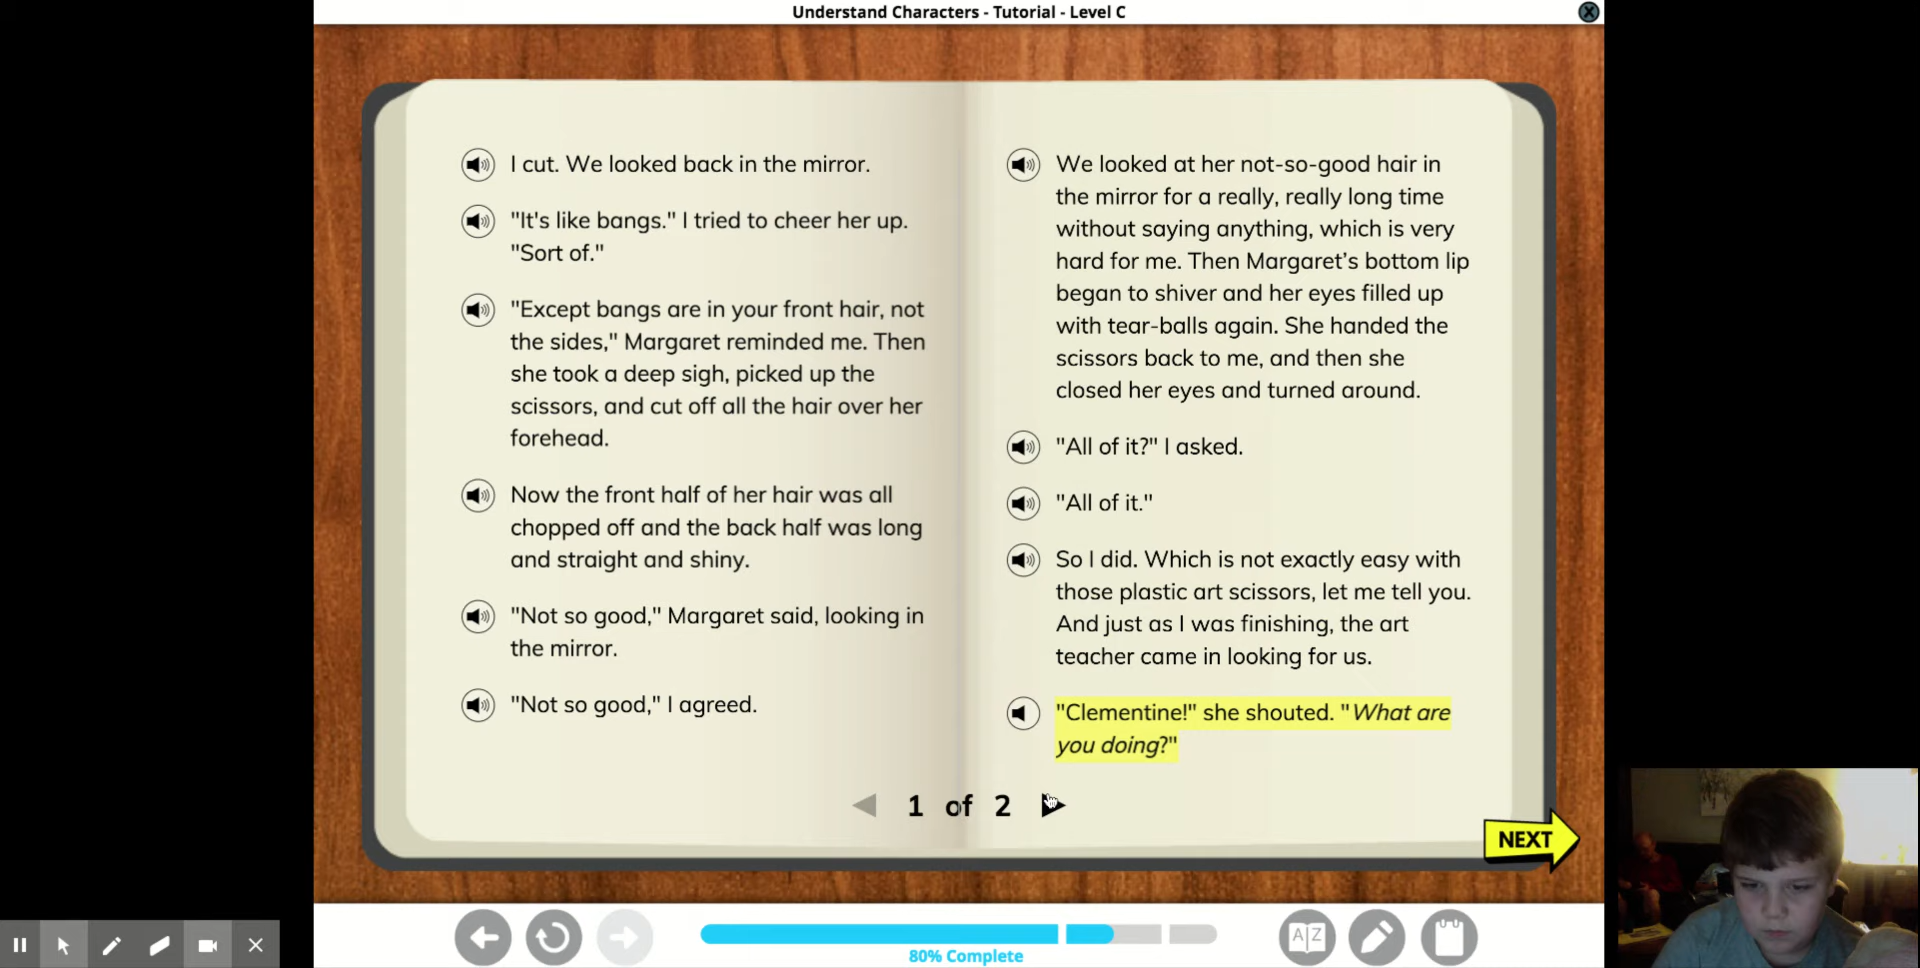 Understand Characters - Tutorial - Level C
I cut. We looked back in the mirror.
"It's like bangs." I tried to cheer her up.
"Sort of."
"Except bangs are in your front hair, not
the sides," Margaret reminded me. Then
she took a deep sigh, picked up the
scissors, and cut off all the hair over her
forehead.
Now the front half of her hair was all
chopped off and the back half was long
and straight and shiny.
"Not so good," Margaret said, looking in
the mirror.
"Not so good," I agreed.
We looked at her not-so-good hair in
the mirror for a really, really long time
without saying anything, which is very
hard for me. Then Margaret’s bottom lip
began to shiver and her eyes filled up
with tear-balls again. She handed the
scissors back to me, and then she
closed her eyes and turned around.
"All of it?" I asked.
"All of it."
So I did. Which is not exactly easy with
those plastic art scissors, let me tell you.
And just as I was finishing, the art
teacher came in looking for us.
"Clementine!" she shouted. "What are
you doing?"
1 of 2
NEXT
80% Complete
A|Z